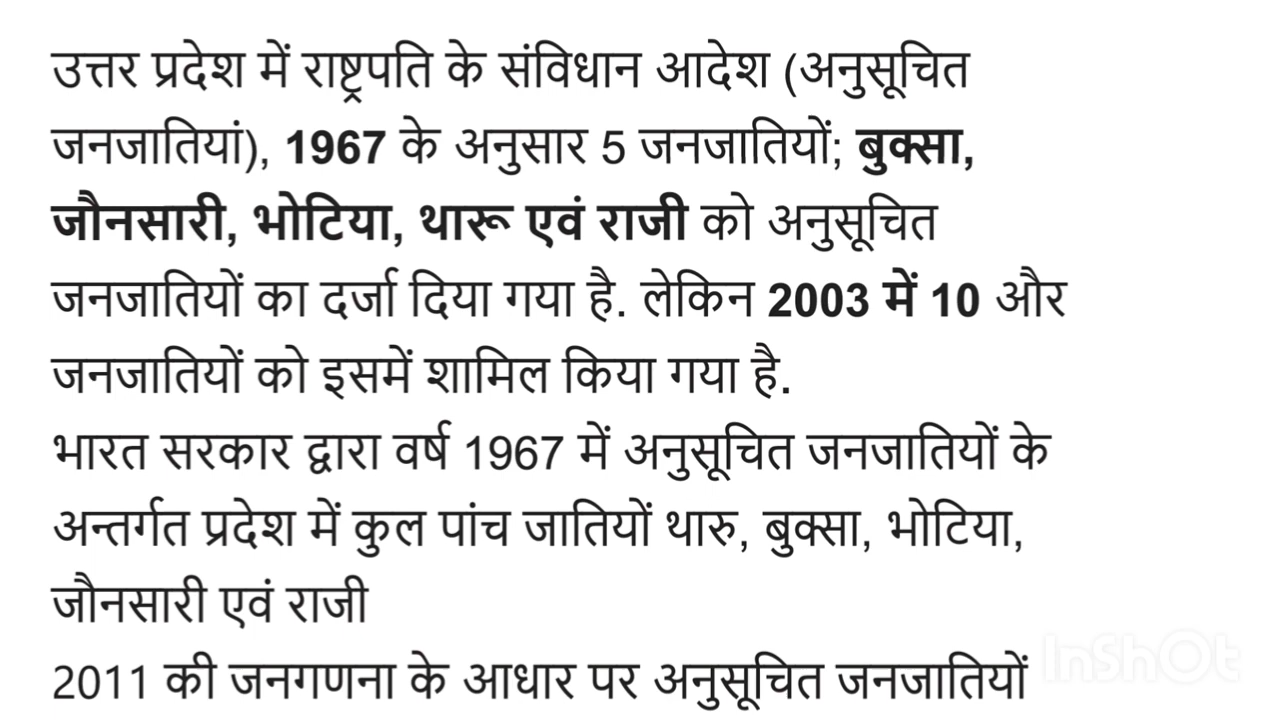 उत्तर प्रदेश में राष्ट्रपति के संविधान आदेश (अनुसूचित
जनजातियां), 1967 के अनुसार 5 जनजातियों; बुक्सा,
जौनसारी, भोटिया, थारू एवं राजी को अनुसूचित
जनजातियों का दर्जा दिया गया है. लेकिन 2003 में 10 और
जनजातियों को इसमें शामिल किया गया है.
भारत सरकार द्वारा वर्ष 1967 में अनुसूचित जनजातियों के
अन्तर्गत प्रदेश में कुल पांच जातियों थारु, बुक्सा, भोटिया,
जौनसारी एवं राजी
2011 की जनगणना के आधार पर अनुसूचित जनजातियों
InShOt